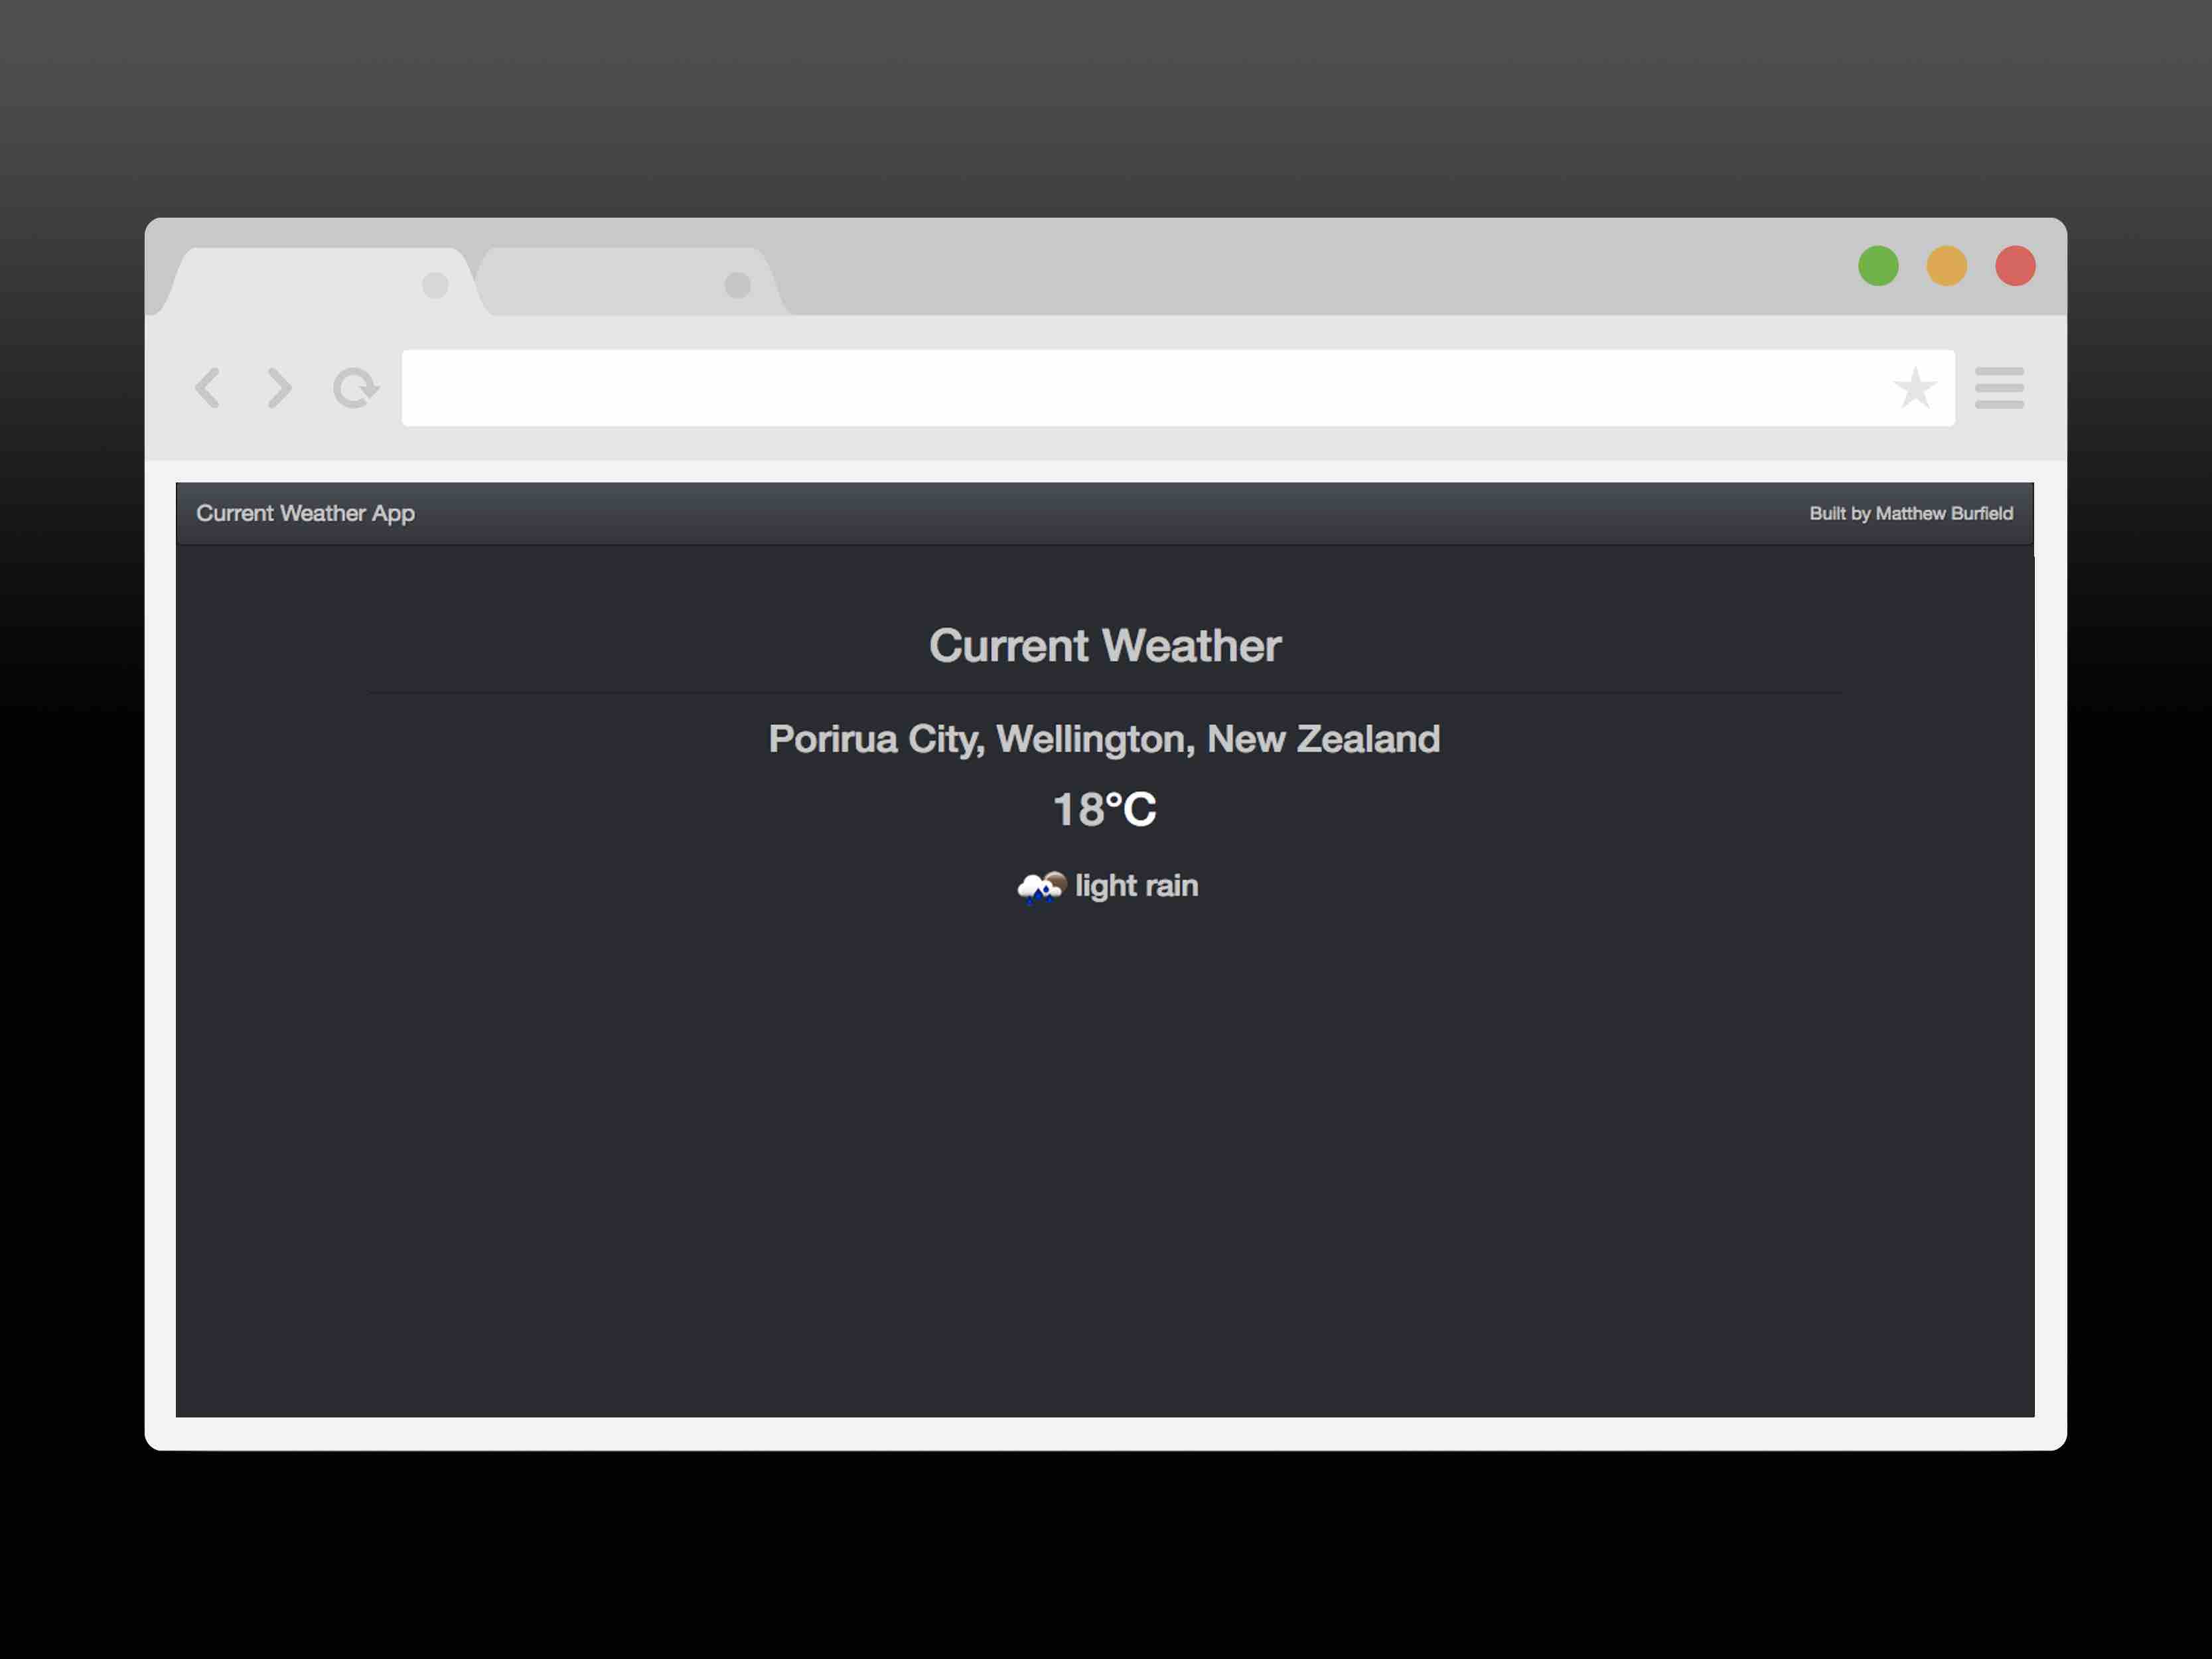 Current Weather App
Built by Matthew Burfield
Current Weather
Porirua City, Wellington, New Zealand
18°C
light rain